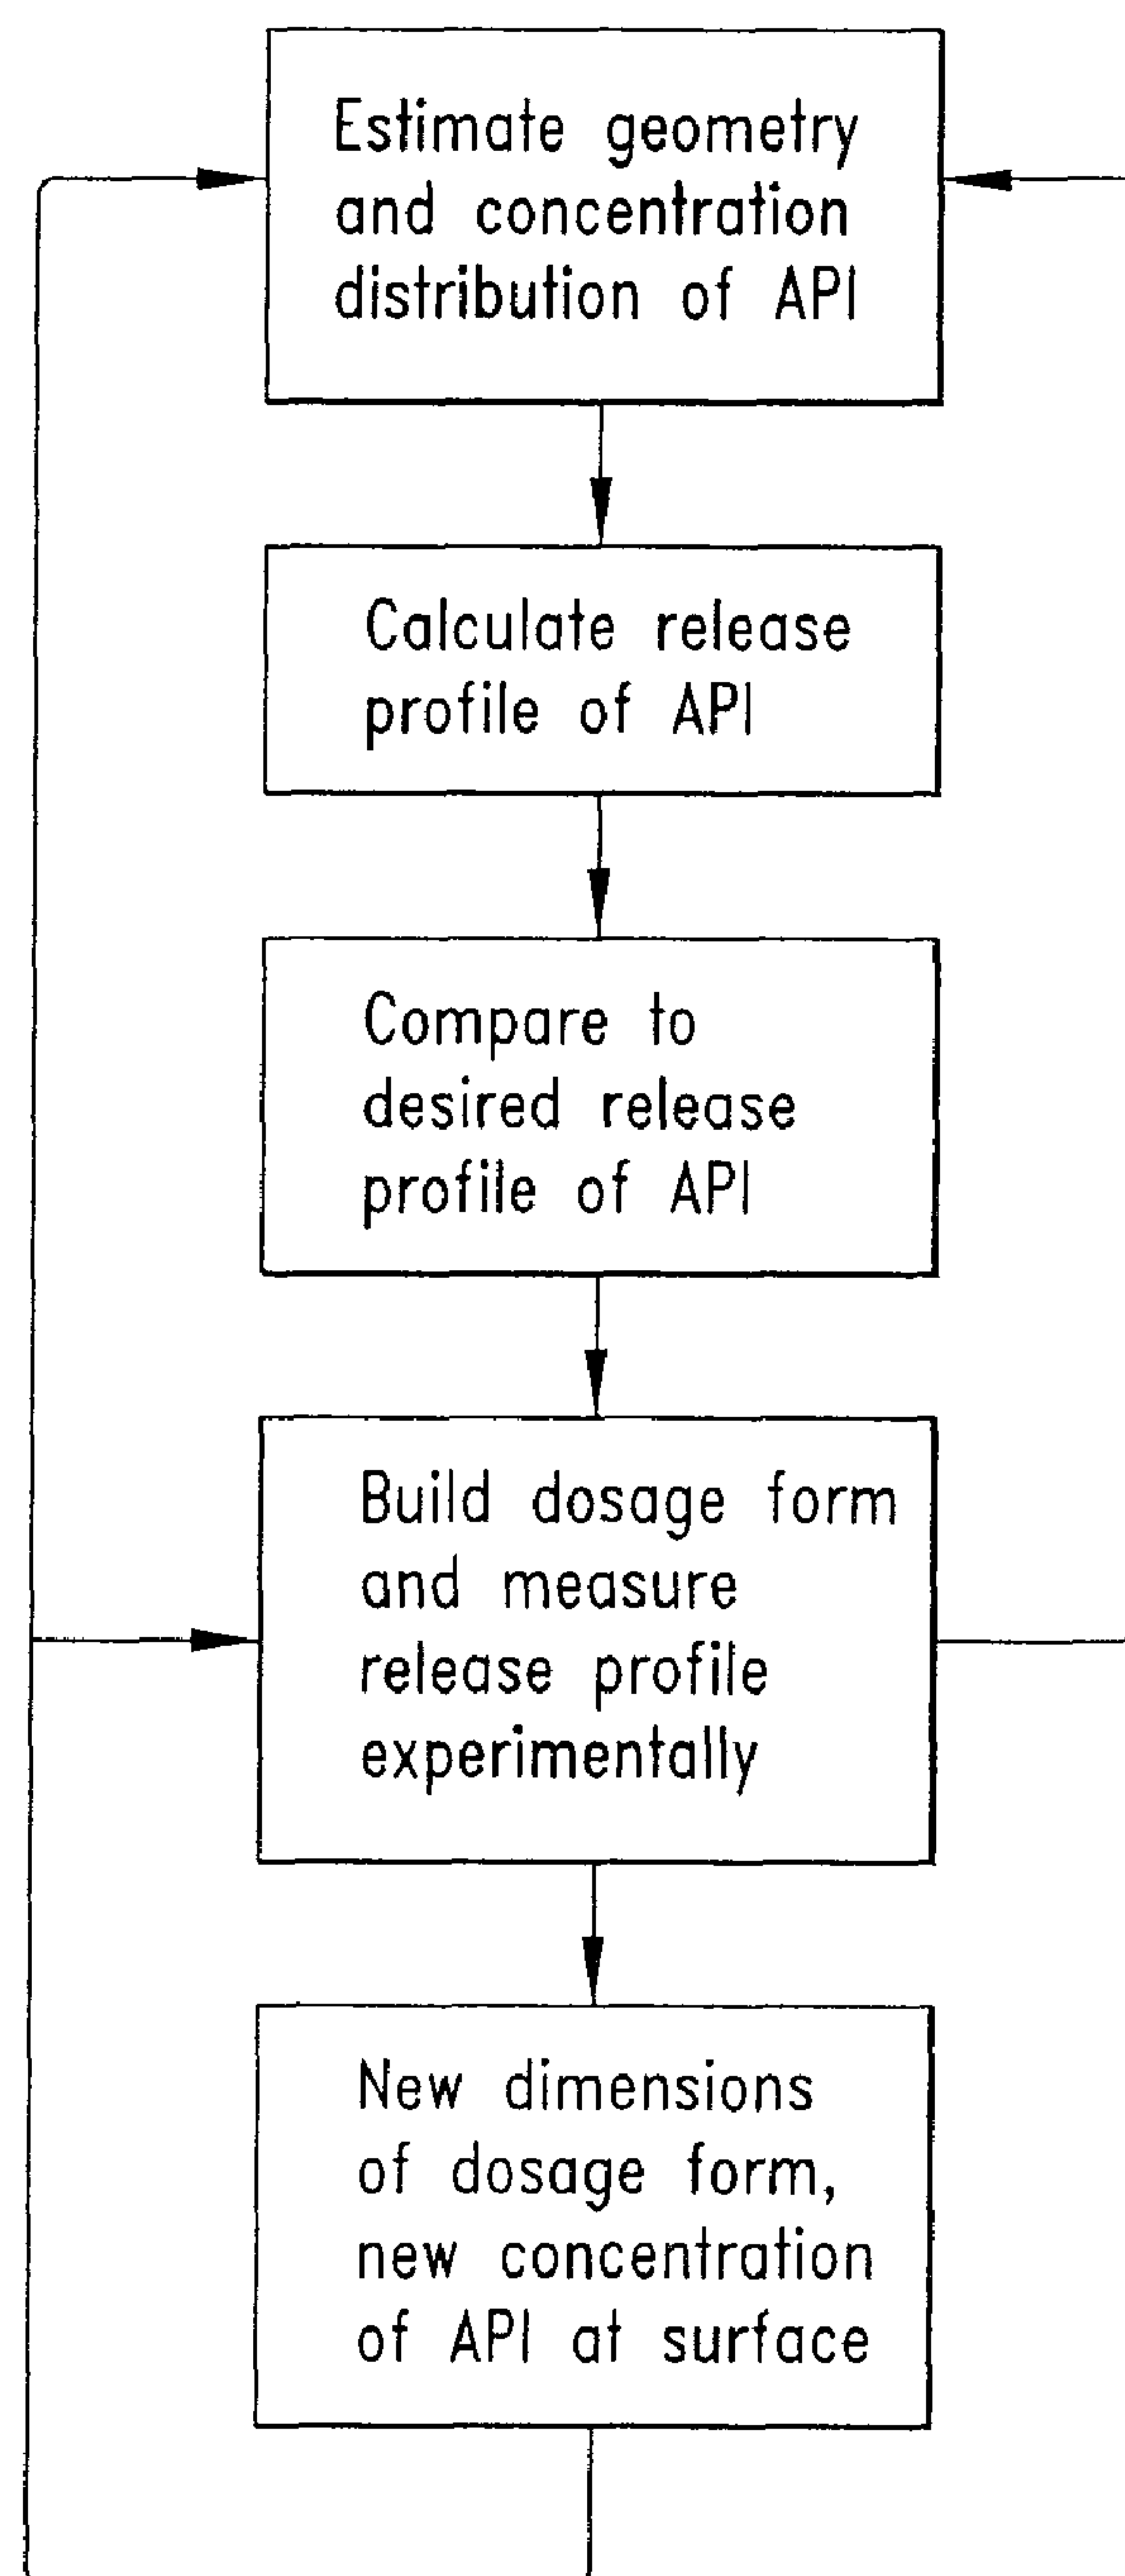 Estimate geometry
and concentration
distribution of API
Calculate release
profile of API
Compare to
desired release
profile of API
Build dosage form
and measure
release profile
experimentally
New dimensions
of dosage form,
new concentration
of API at surface